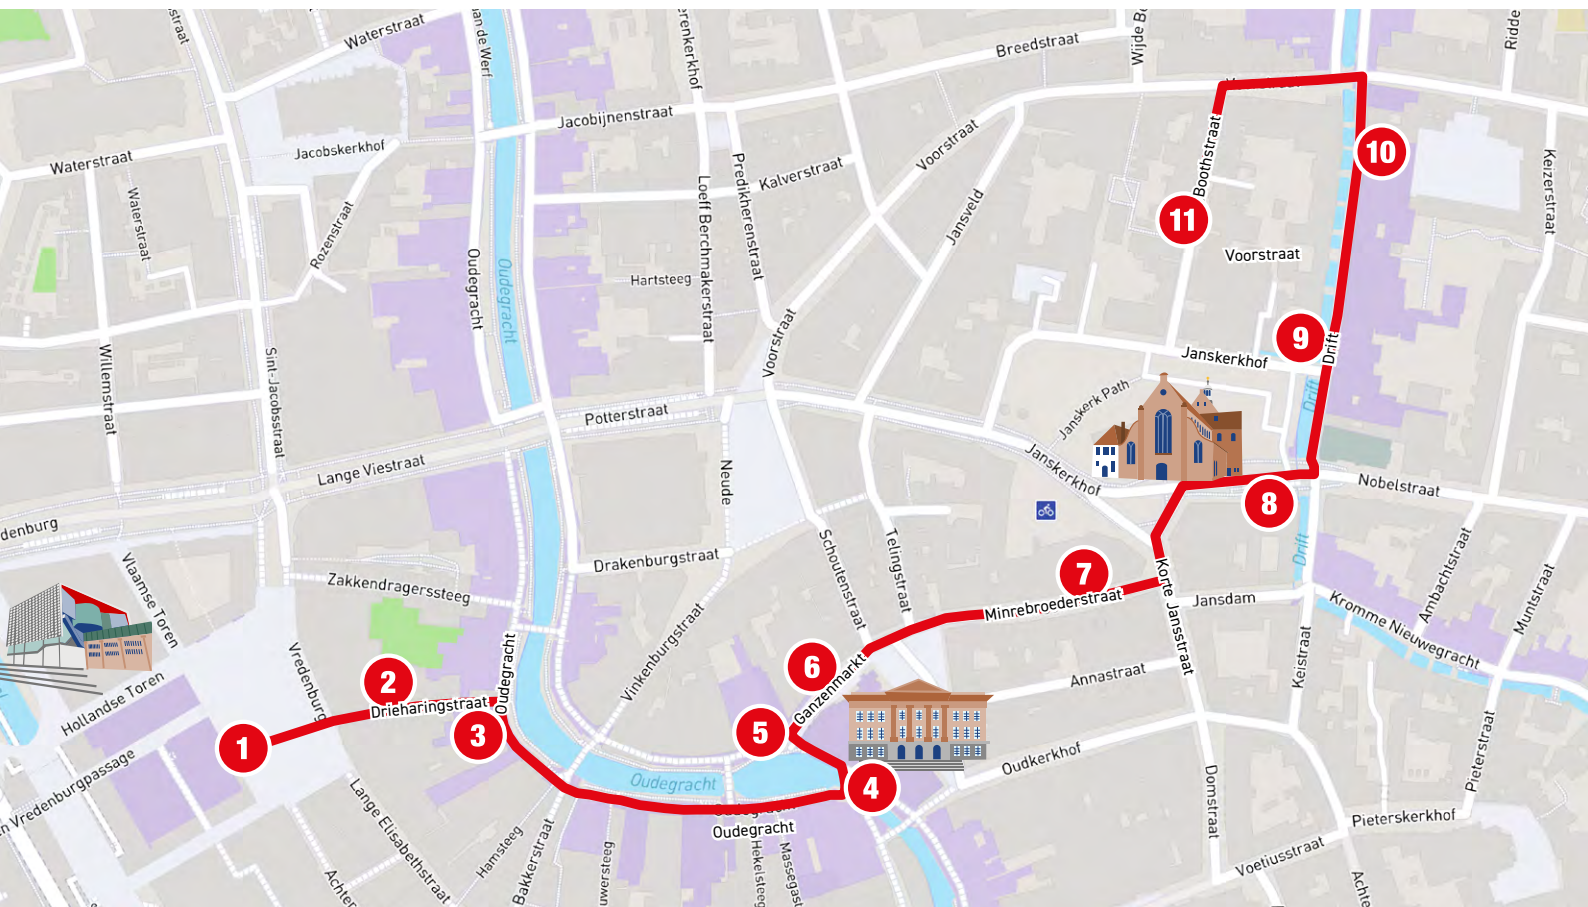 Waterstraat
Breedstraat
Jacobijnenstraat
Jacobskerkhof
Waterstraat
Waterstraat
Rozenstraat
Voorstraat
Kalverstraat
Predikherenstraat
Loeff Berchmakerstraat
Jansveld
Boothstraat
10
Keizerstraat
11
Voorstraat
Oudegracht
Oudegracht
Hartsteeg
Voorstraat
Willemstraat
Sint-Jacobsstraat
9
Drift
Janskerkhof
Janskerk Path
Drift
Potterstraat
Lange Viestraat
Neude
Janskerkhof
Nobelstraat
8
Drift
Vlaamse Toren
Drakenburgstraat
Schoutenstraat
Telingstraat
7
Minrebroederstraat
Korte Jansstraat
Jansdam
Ambachtstraat
Muntstraat
Kromme Nieuwegracht
Zakkendragerssteeg
Oudegracht
Vinkenburgstraat
Keistraat
Hollandse Toren
Vredenburg
2
Drieharingstraat
6
Ganzenmarkt
Annastraat
1
3
5
Oudkerkhof
Pieterstraat
Vredenburgpassage
4
Oudegracht
Oudegracht
Lange Elisabethstraat
Hamsteeg
Bakkerstraat
Domstraat
Pieterskerkhof
Voetiusstraat
Hekelsteeg